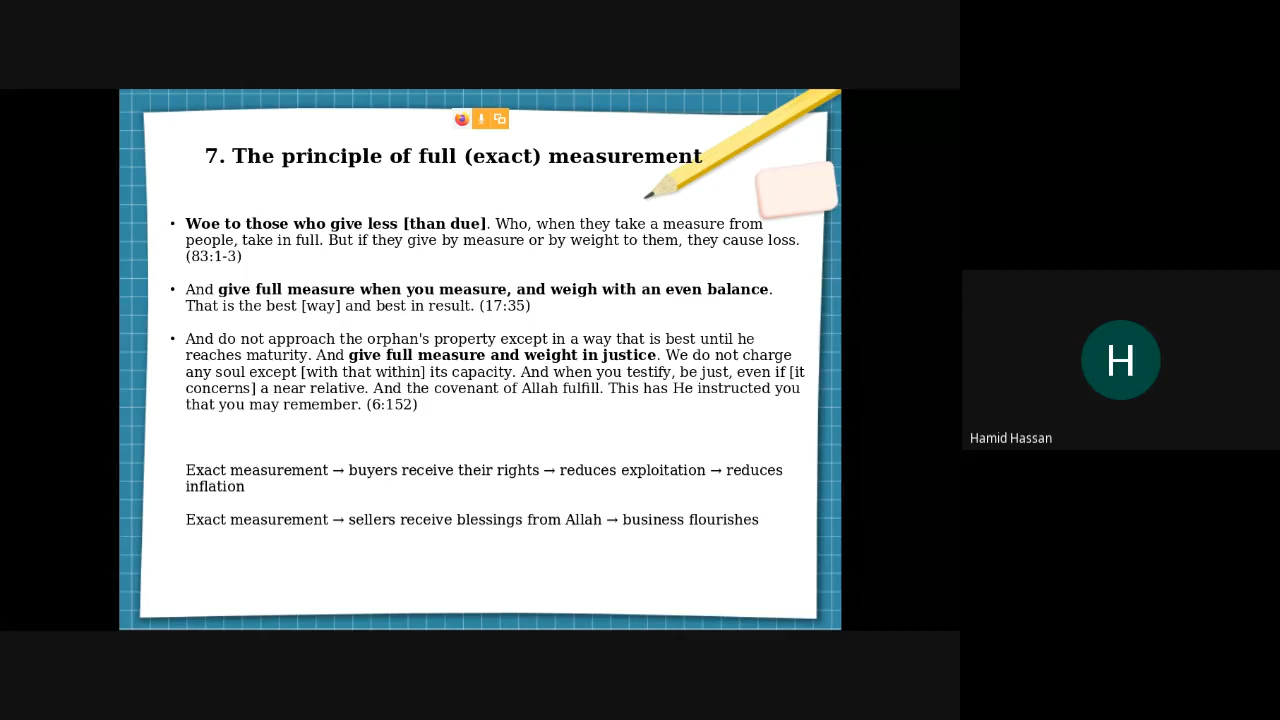 7. The principle of full (exact) measurement
• Woe to those who give less [than due]. Who, when they take a measure from
people, take in full. But if they give by measure or by weight to them, they cause loss.
(83:1-3)
• And give full measure when you measure, and weigh with an even balance.
That is the best [way] and best in result. (17:35)
• And do not approach the orphan's property except in a way that is best until he
reaches maturity. And give full measure and weight in justice. We do not charge
any soul except [with that within] its capacity. And when you testify, be just, even if [it
concerns] a near relative. And the covenant of Allah fulfill. This has He instructed you
that you may remember. (6:152)
Exact measurement → buyers receive their rights → reduces exploitation → reduces
inflation
Exact measurement → sellers receive blessings from Allah → business flourishes
H
Hamid Hassan